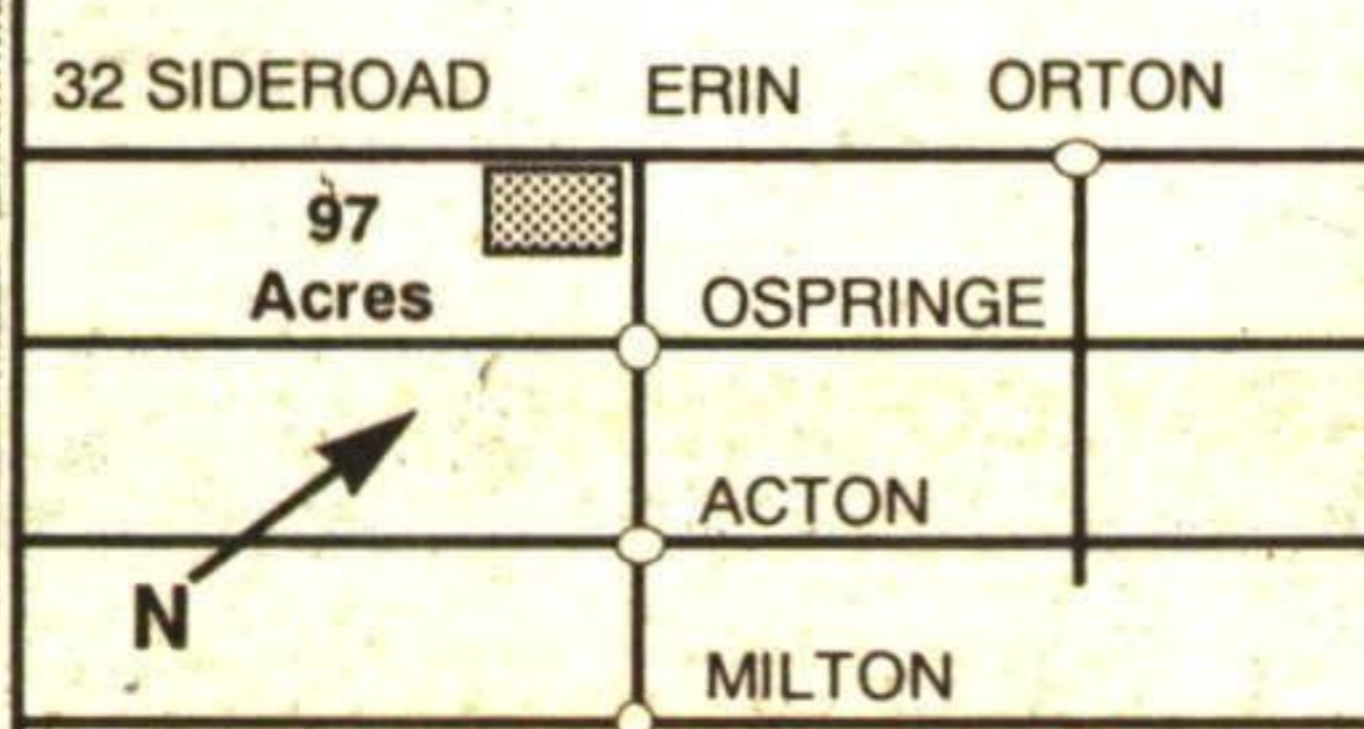 32 SIDEROAD ERIN ORTON
97
Acres
OSPRINGE
ACTON
N
MILTON